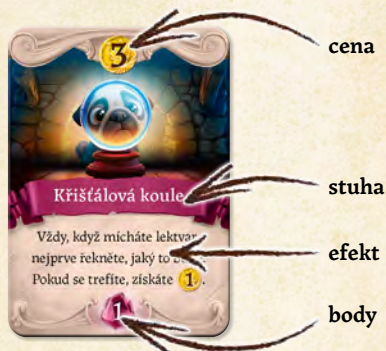 3
cena
Křišťálová koule
stuha
Vždy, když mícháte lektvar,
nejprve řekněte, jaký to
efekt
Pokud se trefíte, získáte 1.
1
body